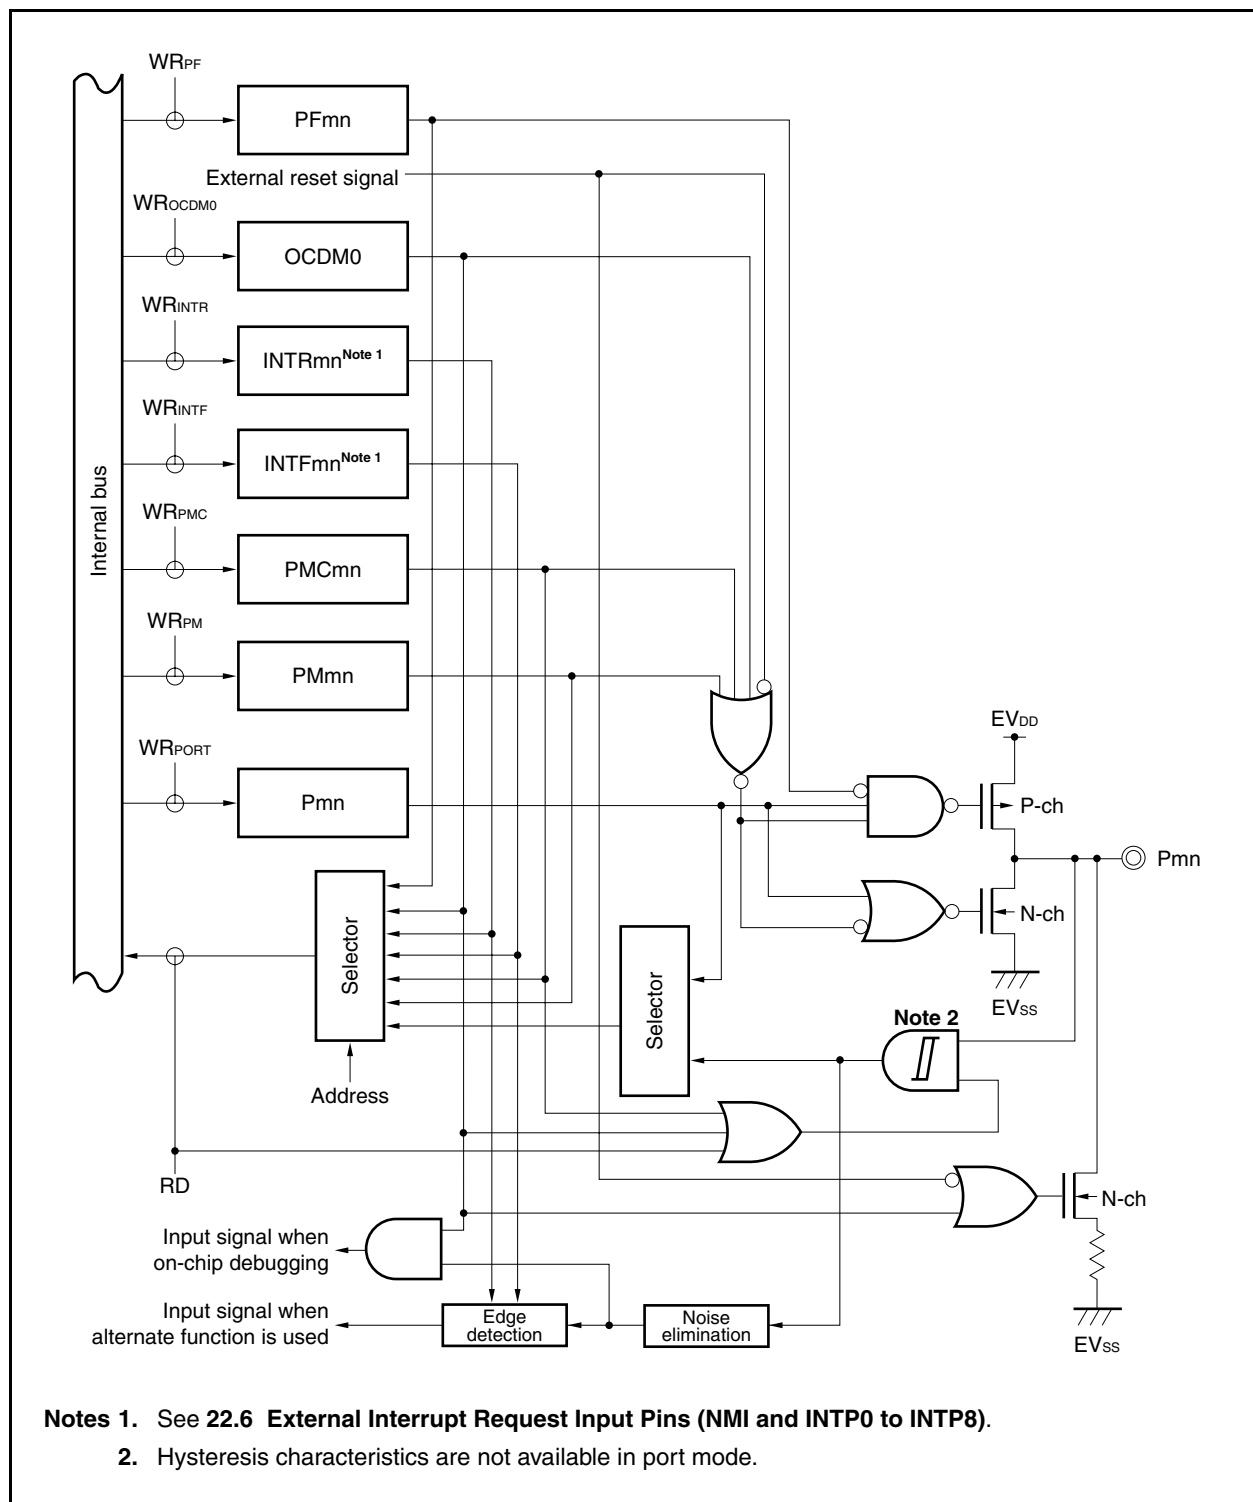 WRPF
PFmn
External reset signal
WROCDM0
OCDM0
WRINTR
INTRmnNote 1
WRINTF
INTFmnNote 1
Internal bus
WRPMC
PMCmn
WRPM
PMmn
WRPORT
Pmn
EVDD
P-ch
Pmn
N-ch
EVSS
Selector
Selector
Note 2
Address
RD
N-ch
EVSS
Input signal when
on-chip debugging
Input signal when
alternate function is used
Edge
detection
Noise
elimination
Notes 1. See 22.6 External Interrupt Request Input Pins (NMI and INTP0 to INTP8).
2. Hysteresis characteristics are not available in port mode.